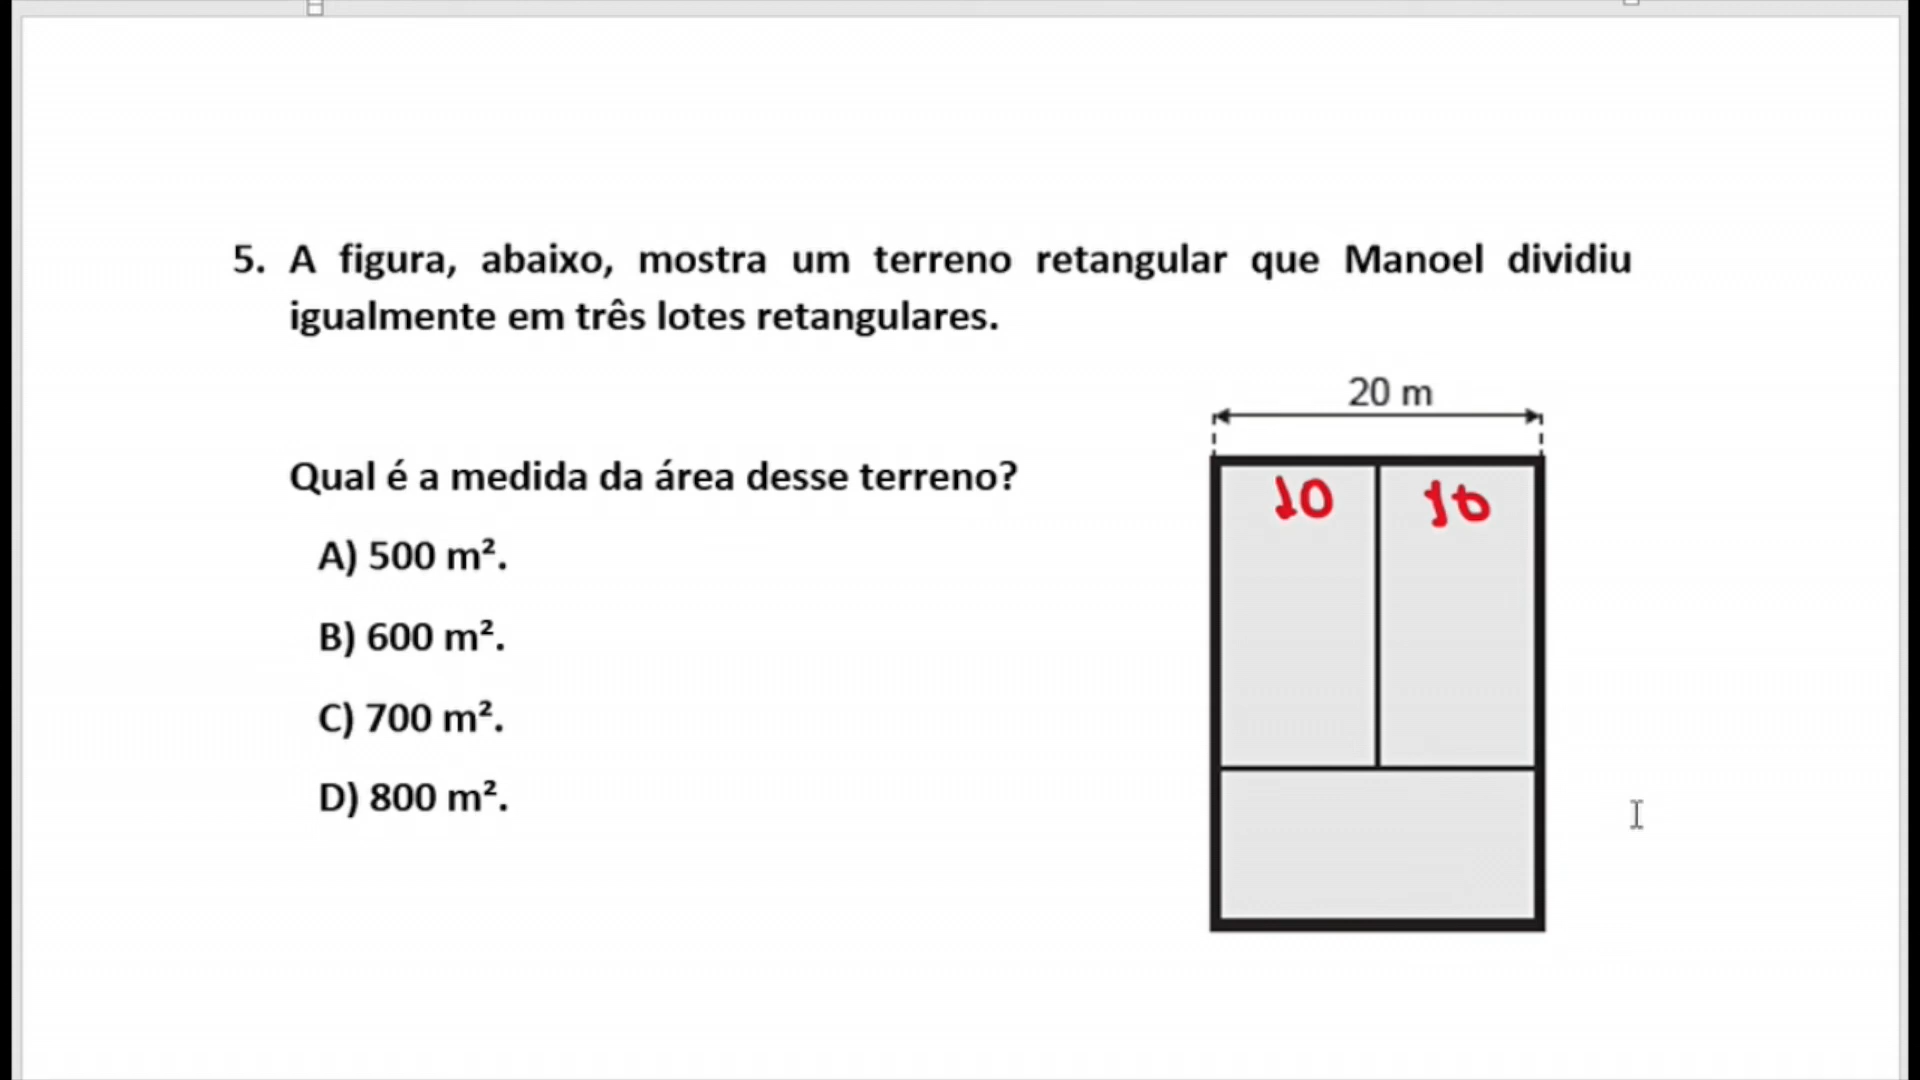 5. A figura, abaixo, mostra um terreno retangular que Manoel dividiu
igualmente em três lotes retangulares.
20 m
10 10
Qual é a medida da área desse terreno?
A) 500 m².
B) 600 m².
C) 700 m².
D) 800 m².